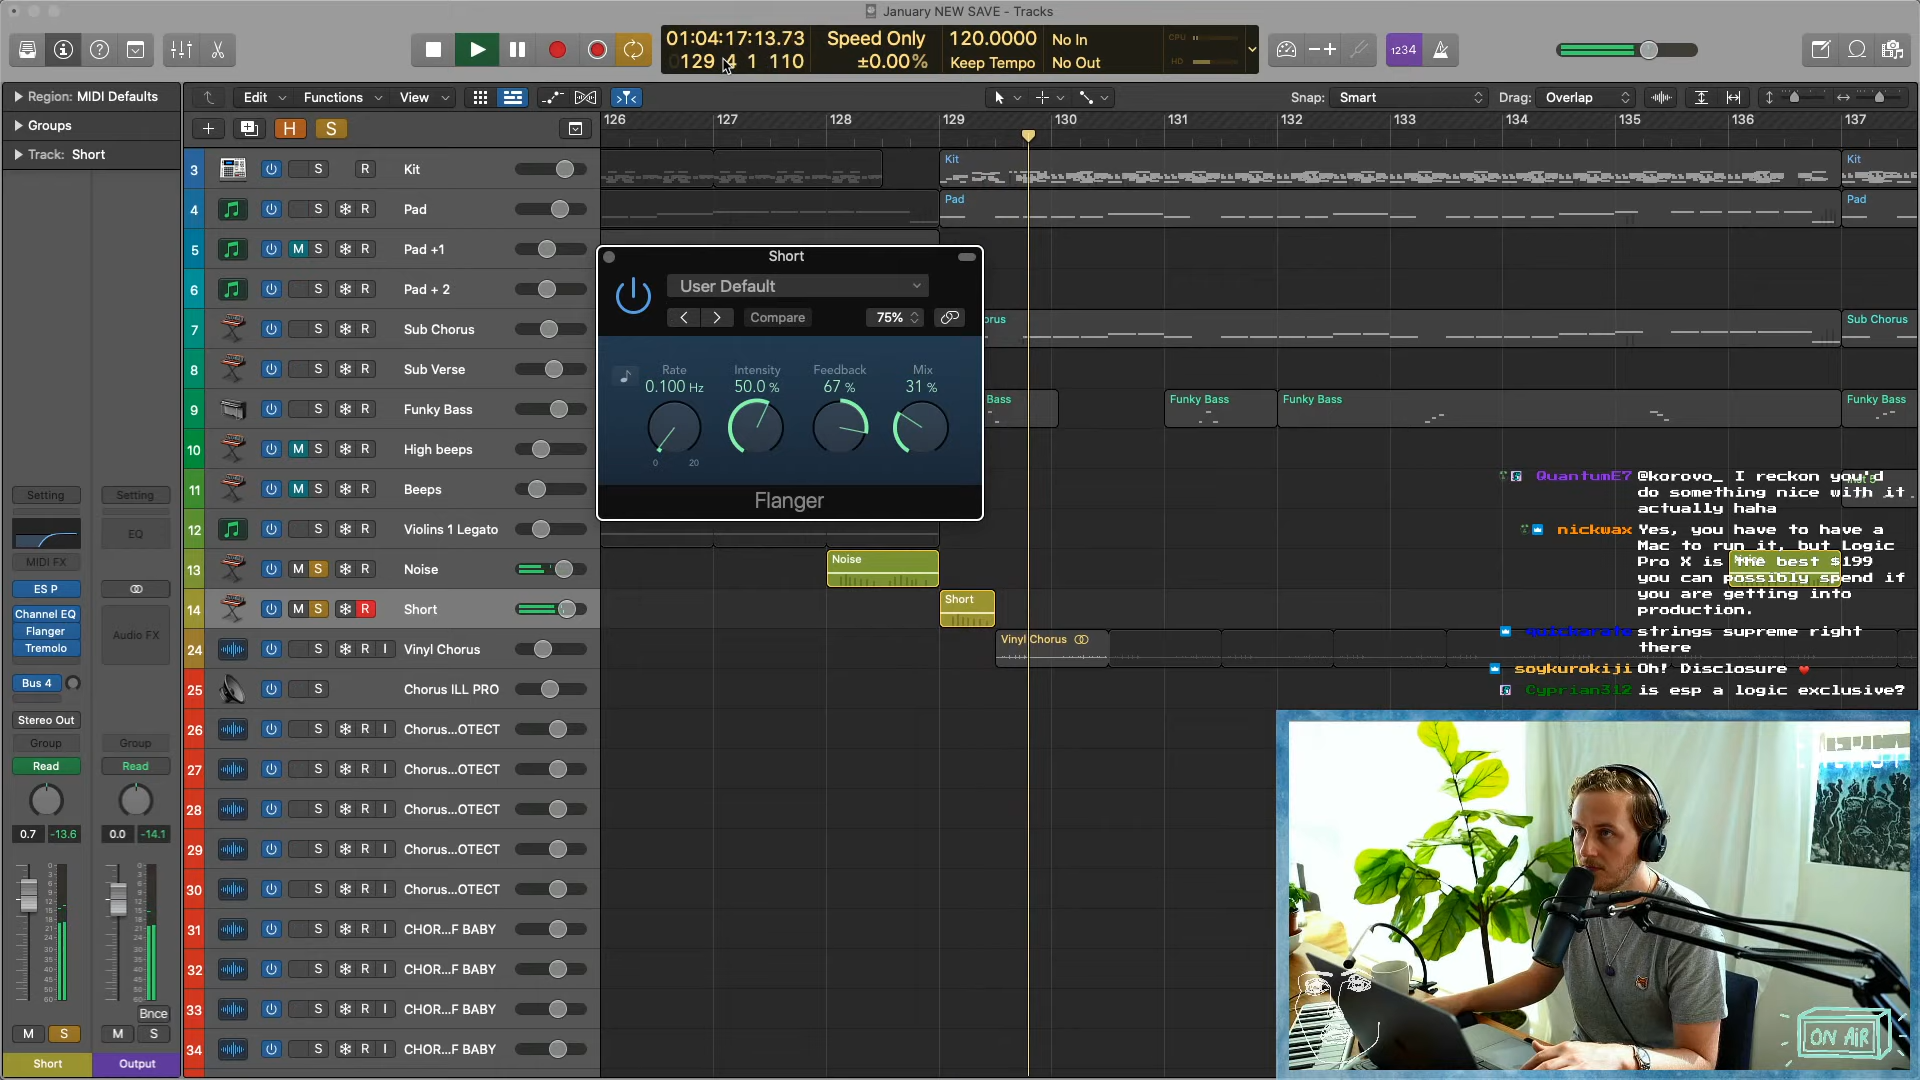 January NEW SAVE - Tracks
01:04:17:13.73
129 4 1 110
Speed Only
±0.00%
120.0000
Keep Tempo
No In
No Out
CPU
HD
1234
Region: MIDI Defaults
Groups
Track: Short
Edit
Functions
View
Snap: Smart
Drag: Overlap
H
S
126 127 128 129 130 131 132 133 134 135 136 137
3 S R Kit
4 S R Pad
5 M S R Pad +1
6 S R Pad + 2
7 S R Sub Chorus
8 S R Sub Verse
9 S R Funky Bass
10 M S R High beeps
11 M S R Beeps
12 S R Violins 1 Legato
13 M S R Noise
14 M S R Short
24 S R I Vinyl Chorus
25 S Chorus ILL PRO
26 S R I Chorus...OTECT
27 S R I Chorus...OTECT
28 S R I Chorus...OTECT
29 S R I Chorus...OTECT
30 S R I Chorus...OTECT
31 S R I CHOR...F BABY
32 S R I CHOR...F BABY
33 S R I CHOR...F BABY
34 S R I CHOR...F BABY
Kit
Kit
Pad
Pad
orus
Sub Chorus
Bass
Funky Bass
Funky Bass
Funky Bass
Noise
Short
Vinyl Chorus
Short
User Default
Compare
75%
Rate
0.100 Hz
0 20
Intensity
50.0 %
Feedback
67 %
Mix
31 %
Flanger
QuantumE7 @korovo_ I reckon you'd
do something nice with it
actually haha
nickwax Yes, you have to have a
Mac to run it, but Logic
Pro X is the best $199
you can possibly spend if
you are getting into
production.
strings supreme right
there
soykurokiji Oh! Disclosure
Cyprian312 is esp a logic exclusive?
ON AIR
Setting
Setting
EQ
MIDI FX
ES P
Channel EQ
Flanger
Tremolo
Audio FX
Bus 4
Stereo Out
Group
Group
Read
Read
0.7 -13.6
0.0 -14.1
Bnce
M S
M S
Short
Output